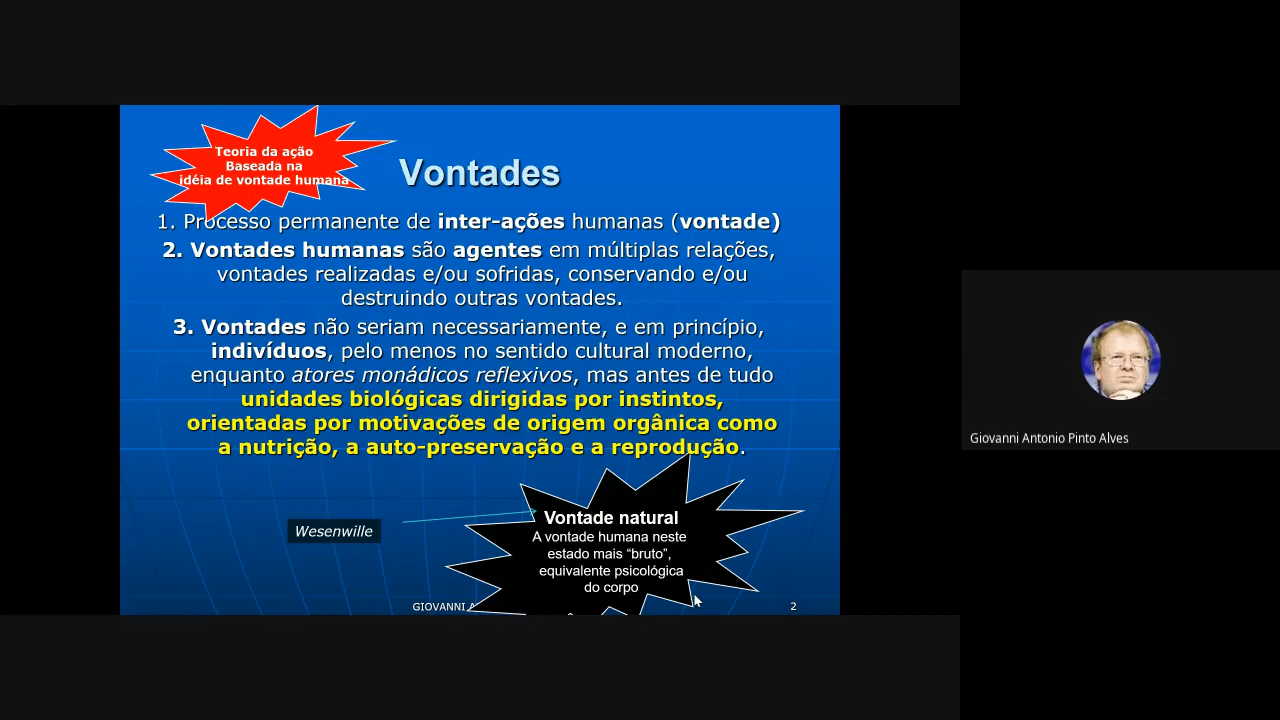 Teoria da ação
Baseada na
idéia de vontade humana
Vontades
1. Processo permanente de inter-ações humanas (vontade)
2. Vontades humanas são agentes em múltiplas relações,
vontades realizadas e/ou sofridas, conservando e/ou
destruindo outras vontades.
3. Vontades não seriam necessariamente, e em princípio,
indivíduos, pelo menos no sentido cultural moderno,
enquanto atores monádicos reflexivos, mas antes de tudo
unidades biológicas dirigidas por instintos,
orientadas por motivações de origem orgânica como
a nutrição, a auto-preservação e a reprodução.
Wesenwille
Vontade natural
A vontade humana neste
estado mais “bruto”,
equivalente psicológica
do corpo
GIOVANNI
2
Giovanni Antonio Pinto Alves